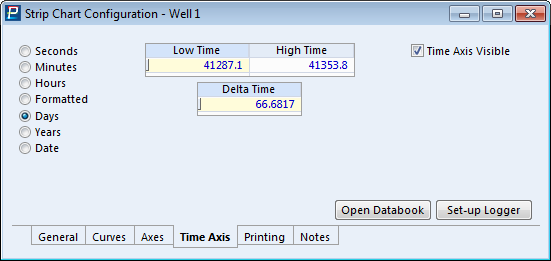 Strip Chart Configuration - Well 1
Seconds
Minutes
Hours
Formatted
Days
Years
Date
Low Time High Time
41287.1 41353.8
Delta Time
66.6817
Time Axis Visible
Open Databook Set-up Logger
General Curves Axes Time Axis Printing Notes